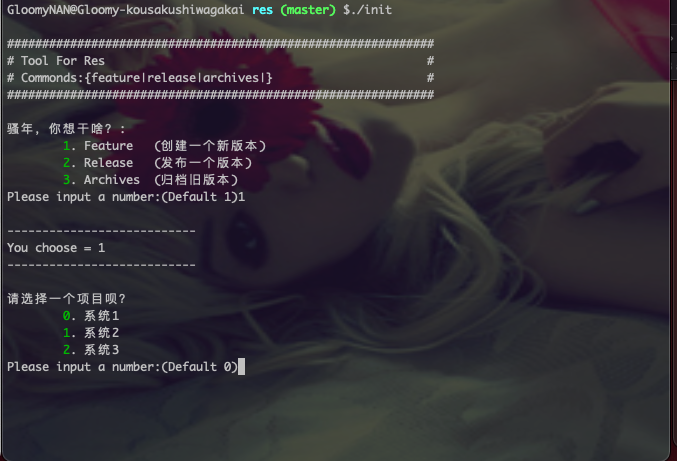 GloomyNAN@Gloomy-kousakushiwagakai res (master) $./init
#############################################################
# Tool For Res #
# Commonds:{feature|release|archives|} #
#############################################################
骚年，你想干啥？:
1. Feature (创建一个新版本)
2. Release (发布一个版本)
3. Archives (归档旧版本)
Please input a number:(Default 1)1
---------------------------
You choose = 1
---------------------------
请选择一个项目呗?
0. 系统1
1. 系统2
2. 系统3
Please input a number:(Default 0)